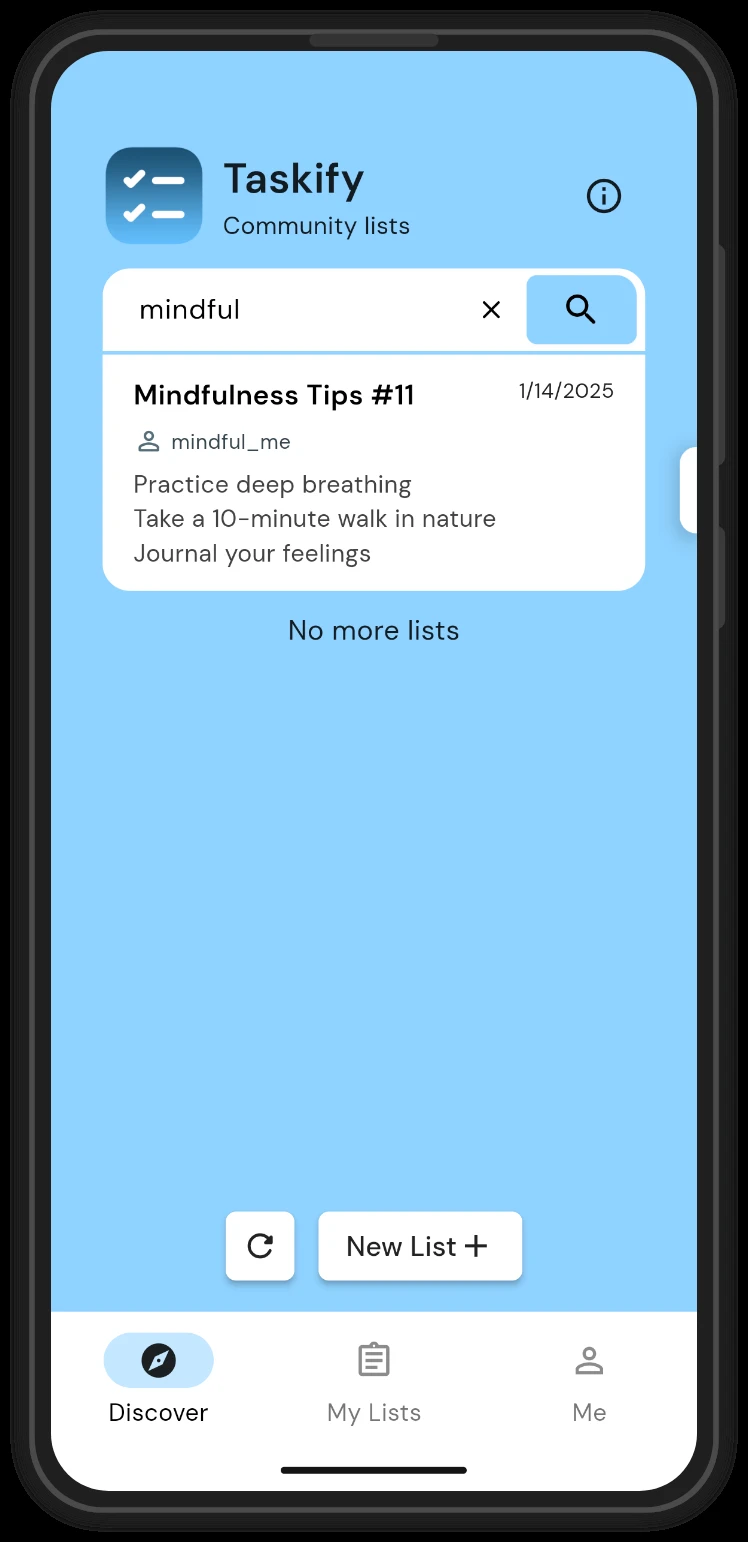 Taskify
Community lists
mindful
Mindfulness Tips #11
1/14/2025
mindful_me
Practice deep breathing
Take a 10-minute walk in nature
Journal your feelings
No more lists
New List
Discover
My Lists
Me